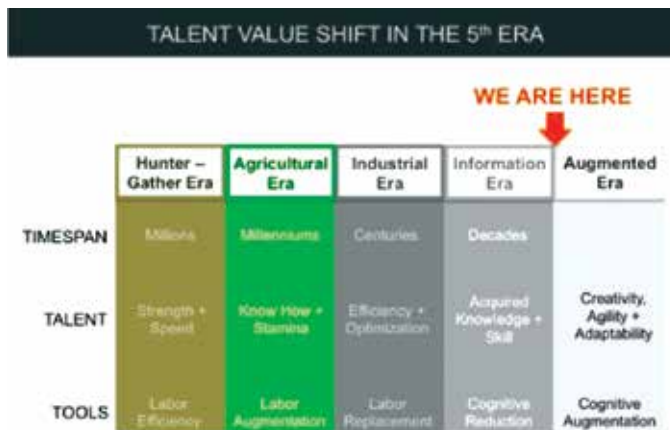 TALENT VALUE SHIFT IN THE 5th ERA
WE ARE HERE
Hunter – Gather Era
Agricultural Era
Industrial Era
Information Era
Augmented Era
TIMESPAN
Millions
Millenniums
Centuries
Decades
TALENT
Strength + Speed
Know How + Stamina
Efficiency + Optimization
Acquired Knowledge + Skill
Creativity, Agility + Adaptability
TOOLS
Labor Efficiency
Labor Augmentation
Labor Replacement
Cognitive Reduction
Cognitive Augmentation